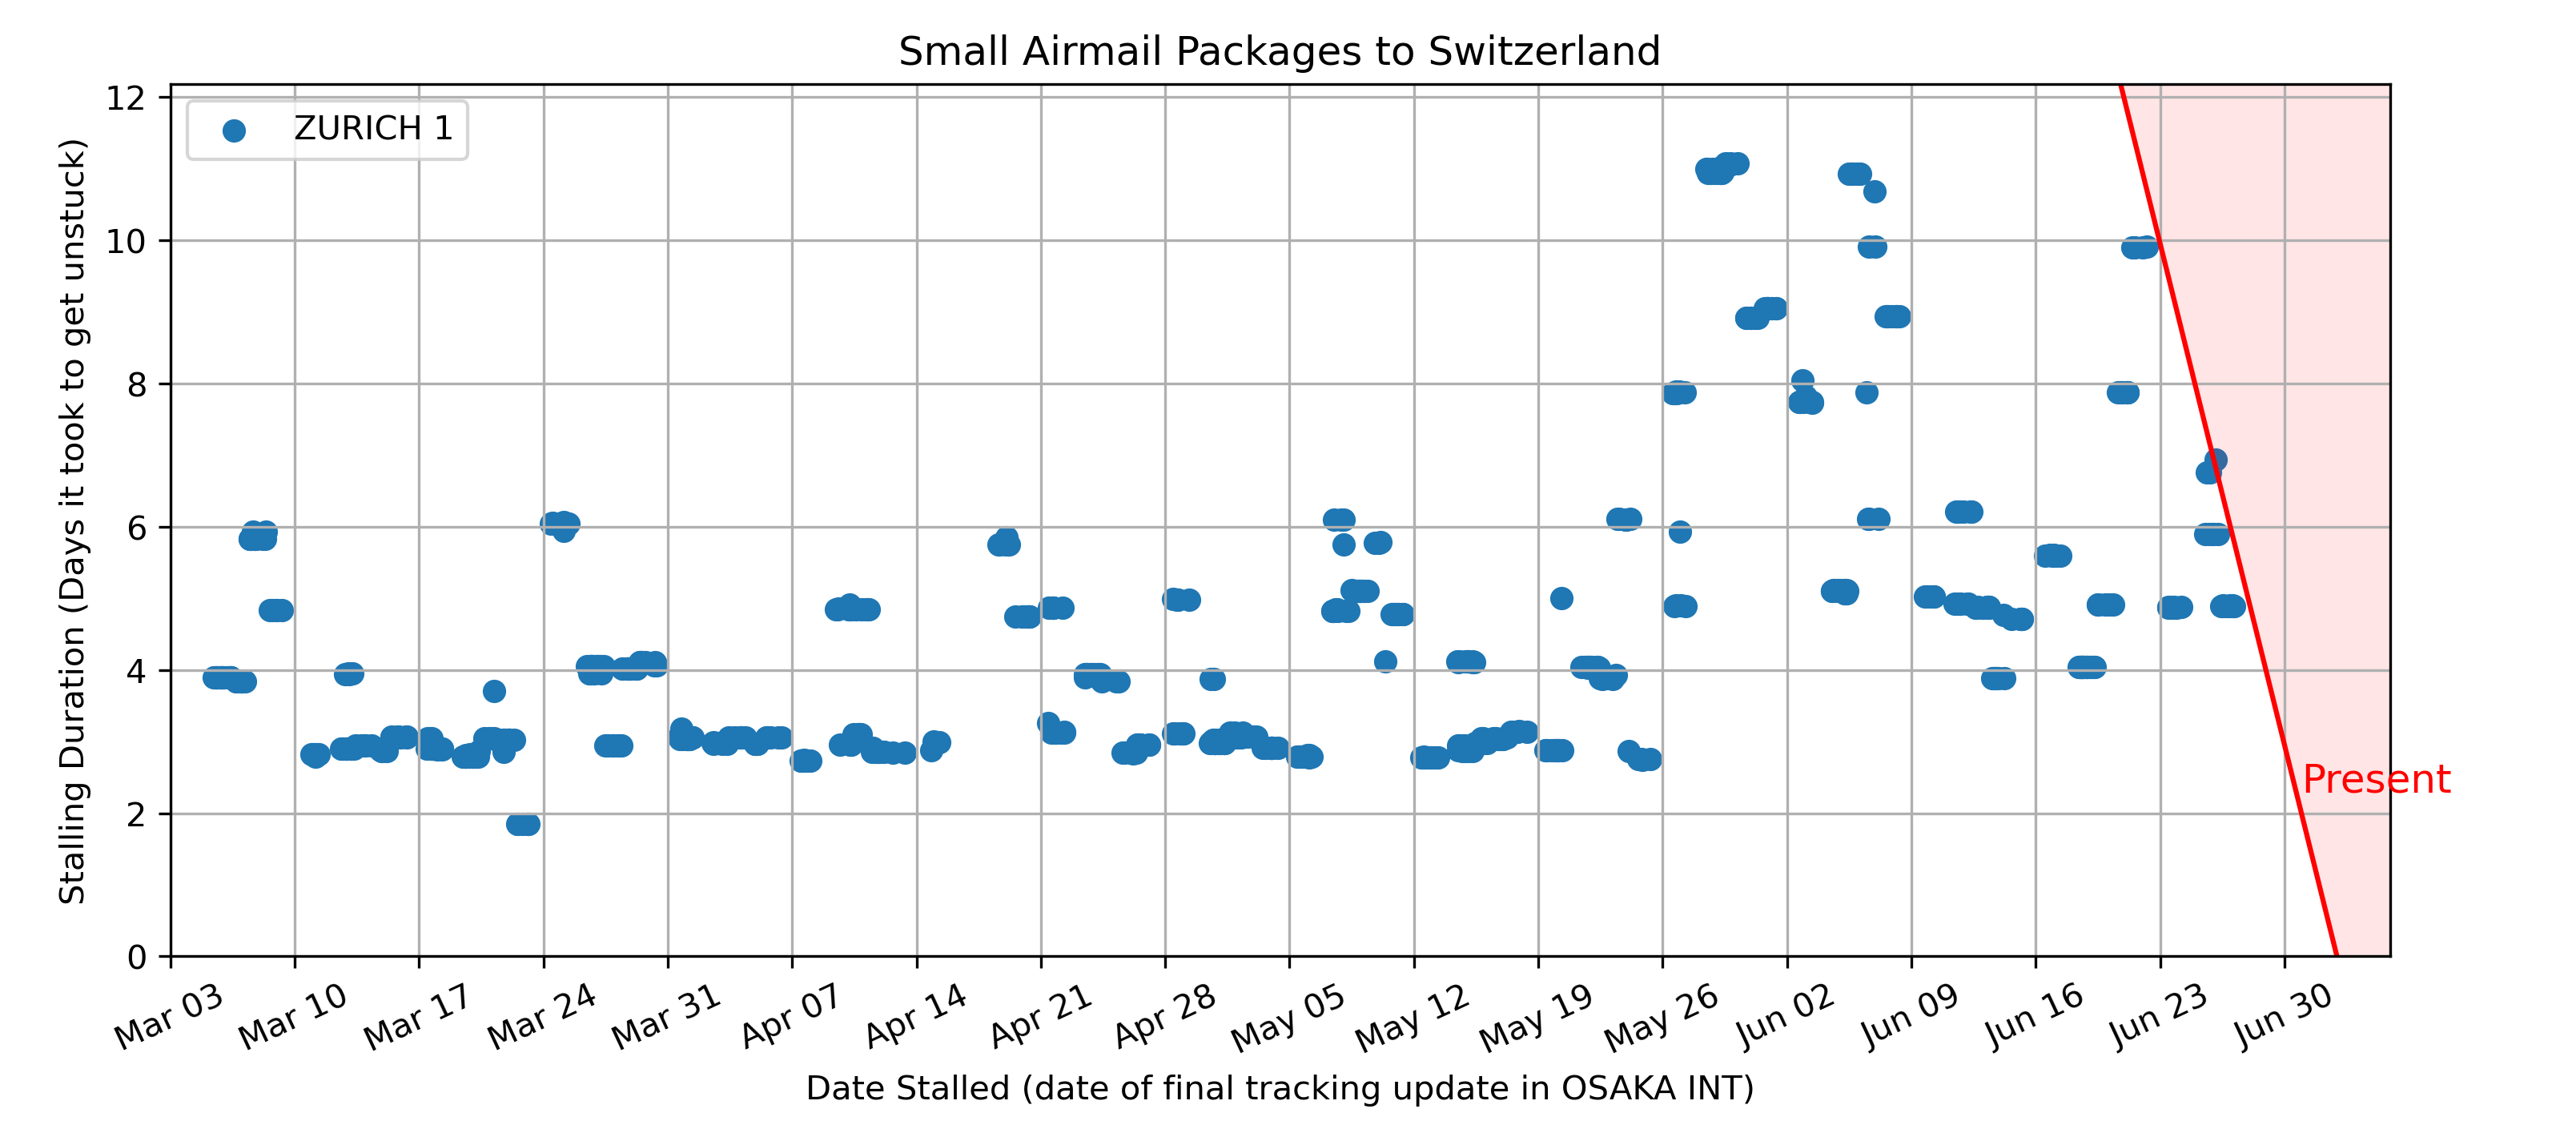 Small Airmail Packages to Switzerland
ZURICH 1
Stalling Duration (Days it took to get unstuck)
12
10
8
6
4
2
0
Present
Mar 03
Mar 10
Mar 17
Mar 24
Mar 31
Apr 07
Apr 14
Apr 21
Apr 28
May 05
May 12
May 19
May 26
Jun 02
Jun 09
Jun 16
Jun 23
Jun 30
Date Stalled (date of final tracking update in OSAKA INT)